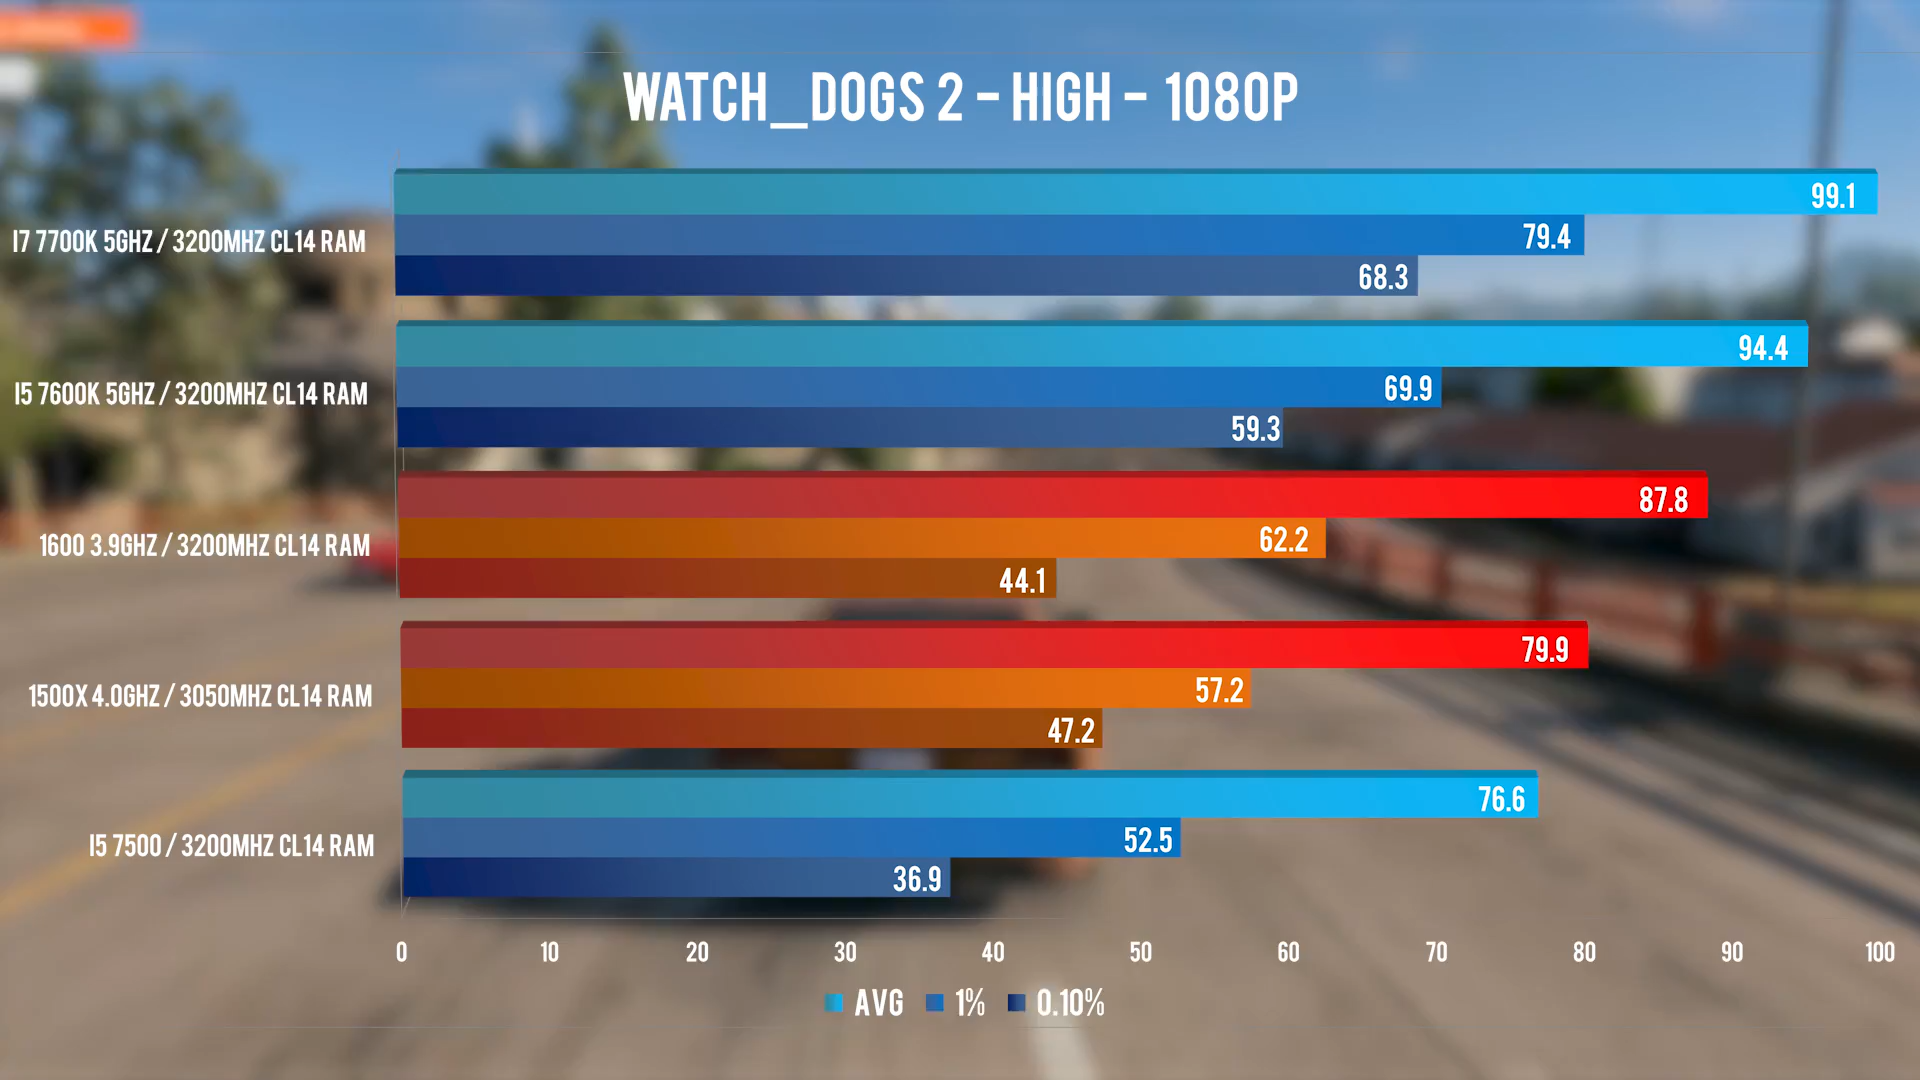 WATCH_DOGS 2 - HIGH - 1080P
99.1
I7 7700K 5GHZ / 3200MHZ CL14 RAM
79.4
68.3
94.4
I5 7600K 5GHZ / 3200MHZ CL14 RAM
69.9
59.3
87.8
1600 3.9GHZ / 3200MHZ CL14 RAM
62.2
44.1
79.9
1500X 4.0GHZ / 3050MHZ CL14 RAM
57.2
47.2
76.6
I5 7500 / 3200MHZ CL14 RAM
52.5
36.9
0 10 20 30 40 50 60 70 80 90 100
AVG 1% 0.10%